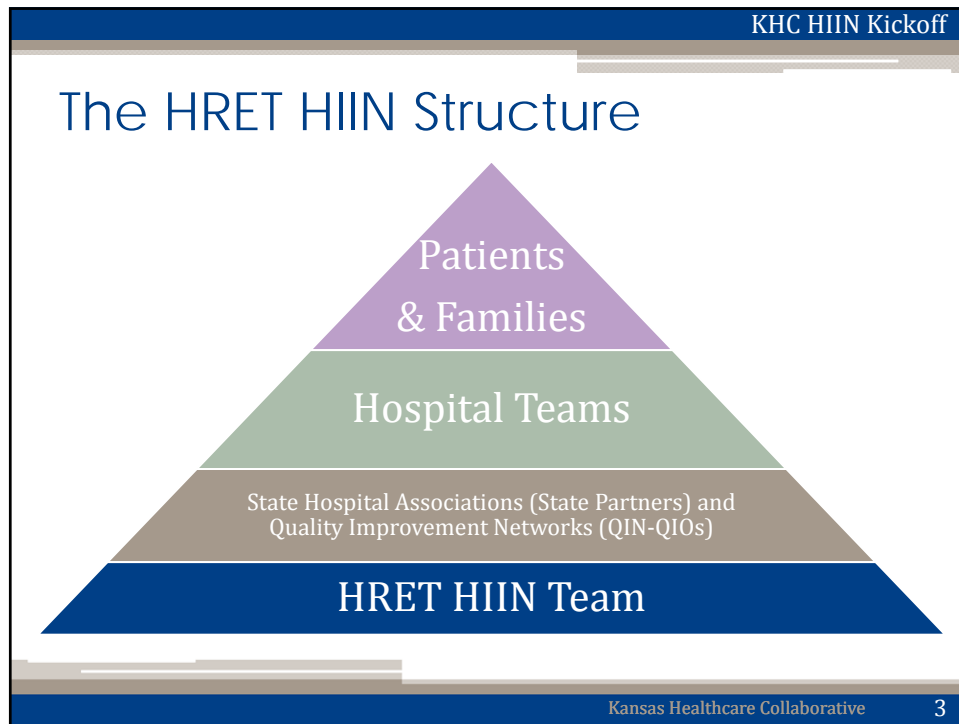 KHC HIIN Kickoff
The HRET HIIN Structure
Patients
& Families
Hospital Teams
State Hospital Associations (State Partners) and
Quality Improvement Networks (QIN-QIOs)
HRET HIIN Team
Kansas Healthcare Collaborative 3